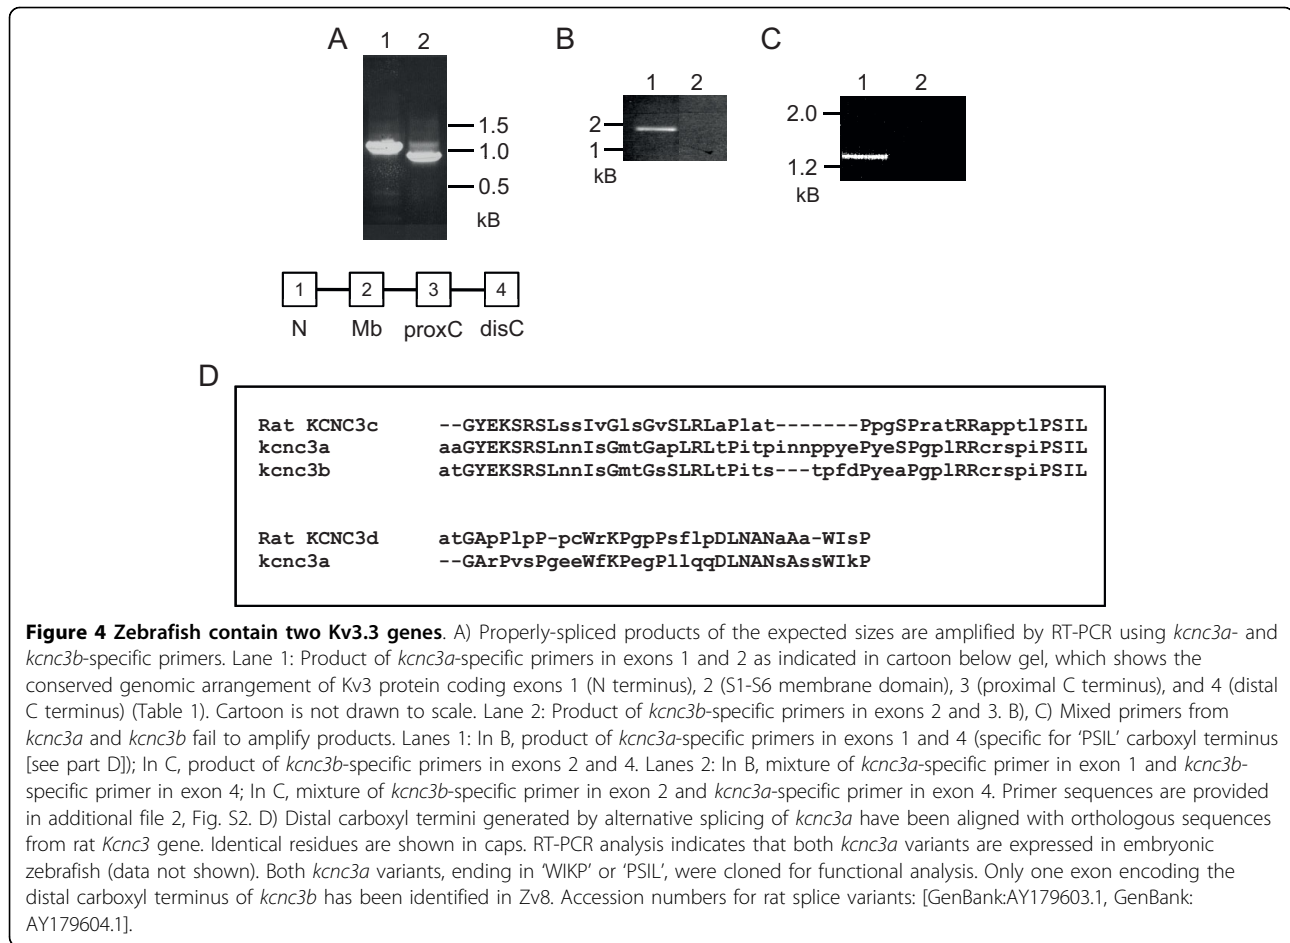 A
1 2
1.5
1.0
0.5
kB
B
1 2
2
1
kB
C
1 2
2.0
1.2
kB
1 2 3 4
N Mb proxC disC
D
Rat KCNC3c --GYEKSRSLssIvGlsGvSLRLaPlat-------PpgSPratRRapptlPSIL
kcnc3a aaGYEKSRSLnnIsGmtGapLRLtPitpinnppyePyeSPgplRRcrspiPSIL
kcnc3b atGYEKSRSLnnIsGmtGsSLRLtPits---tpfdPyeaPgplRRcrspiPSIL
Rat KCNC3d atGApPlpP-pcWrKPgpPsflpDLNANaAa-WIsP
kcnc3a --GArPvsPgeeWfKPegPllqqDLNANsAssWIkP
Figure 4 Zebrafish contain two Kv3.3 genes. A) Properly-spliced products of the expected sizes are amplified by RT-PCR using kcnc3a- and
kcnc3b-specific primers. Lane 1: Product of kcnc3a-specific primers in exons 1 and 2 as indicated in cartoon below gel, which shows the
conserved genomic arrangement of Kv3 protein coding exons 1 (N terminus), 2 (S1-S6 membrane domain), 3 (proximal C terminus), and 4 (distal
C terminus) (Table 1). Cartoon is not drawn to scale. Lane 2: Product of kcnc3b-specific primers in exons 2 and 3. B), C) Mixed primers from
kcnc3a and kcnc3b fail to amplify products. Lanes 1: In B, product of kcnc3a-specific primers in exons 1 and 4 (specific for ‘PSIL’ carboxyl terminus
[see part D]); In C, product of kcnc3b-specific primers in exons 2 and 4. Lanes 2: In B, mixture of kcnc3a-specific primer in exon 1 and kcnc3b-
specific primer in exon 4; In C, mixture of kcnc3b-specific primer in exon 2 and kcnc3a-specific primer in exon 4. Primer sequences are provided
in additional file 2, Fig. S2. D) Distal carboxyl termini generated by alternative splicing of kcnc3a have been aligned with orthologous sequences
from rat Kcnc3 gene. Identical residues are shown in caps. RT-PCR analysis indicates that both kcnc3a variants are expressed in embryonic
zebrafish (data not shown). Both kcnc3a variants, ending in ‘WIKP’ or ‘PSIL’, were cloned for functional analysis. Only one exon encoding the
distal carboxyl terminus of kcnc3b has been identified in Zv8. Accession numbers for rat splice variants: [GenBank:AY179603.1, GenBank:
AY179604.1].